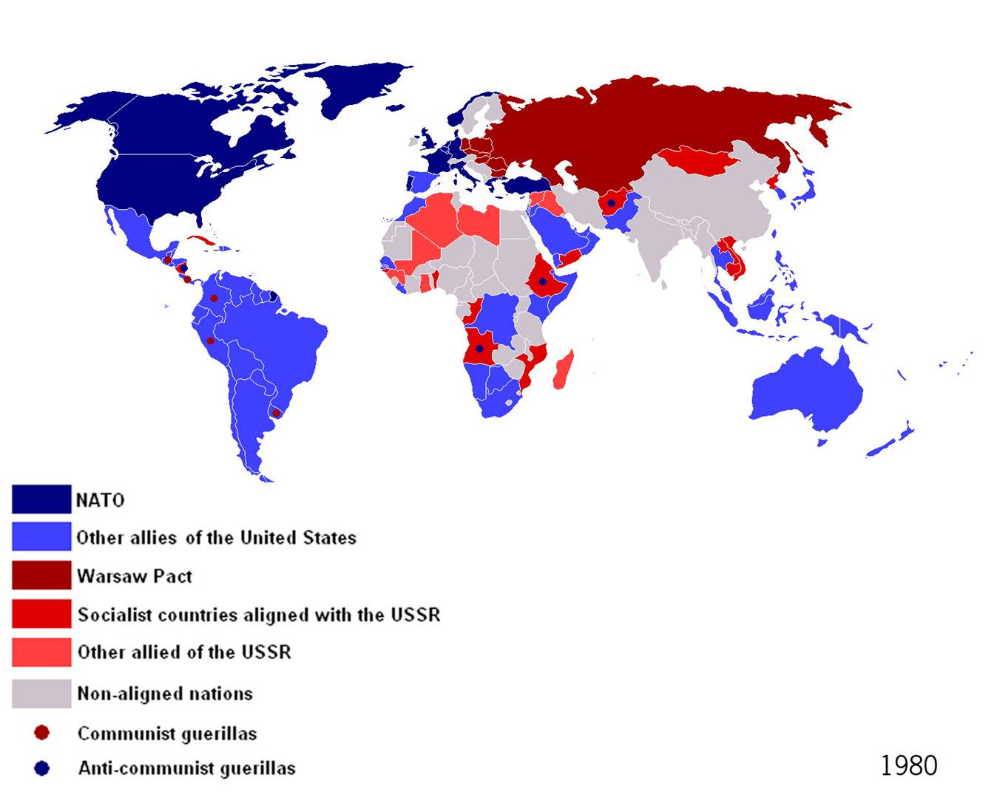 NATO
Other allies of the United States
Warsaw Pact
Socialist countries aligned with the USSR
Other allied of the USSR
Non-aligned nations
Communist guerillas
Anti-communist guerillas
1980